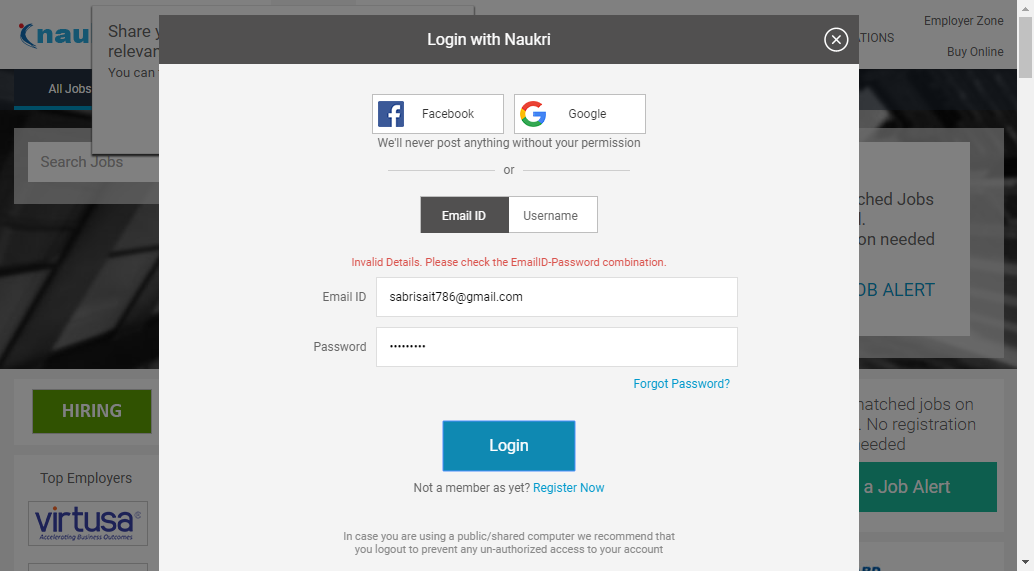 Employer Zone
Buy Online
nau
Share
relevan
You can
All Jobs
Search Jobs
Login with Naukri
Facebook
Google
We'll never post anything without your permission
or
Email ID
Username
Invalid Details. Please check the EmailID-Password combination.
Email ID
sabrisait786@gmail.com
Password
•••••••••
Forgot Password?
Login
Not a member as yet? Register Now
In case you are using a public/shared computer we recommend that
you logout to prevent any un-authorized access to your account
ched Jobs
on needed
OB ALERT
HIRING
Top Employers
virtusa
Accelerating Business Outcomes
natched jobs on
. No registration
eeded
a Job Alert